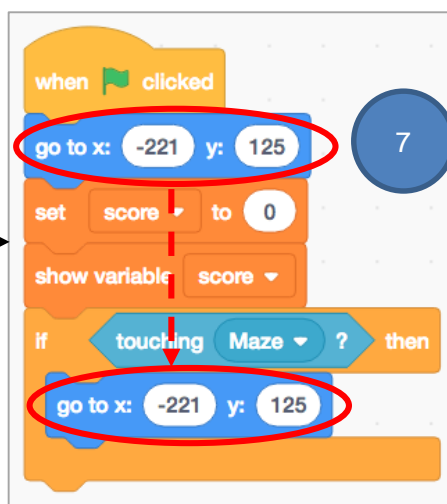 when clicked
go to x: -221 y: 125
7
set score to 0
show variable score
if touching Maze ? then
go to x: -221 y: 125